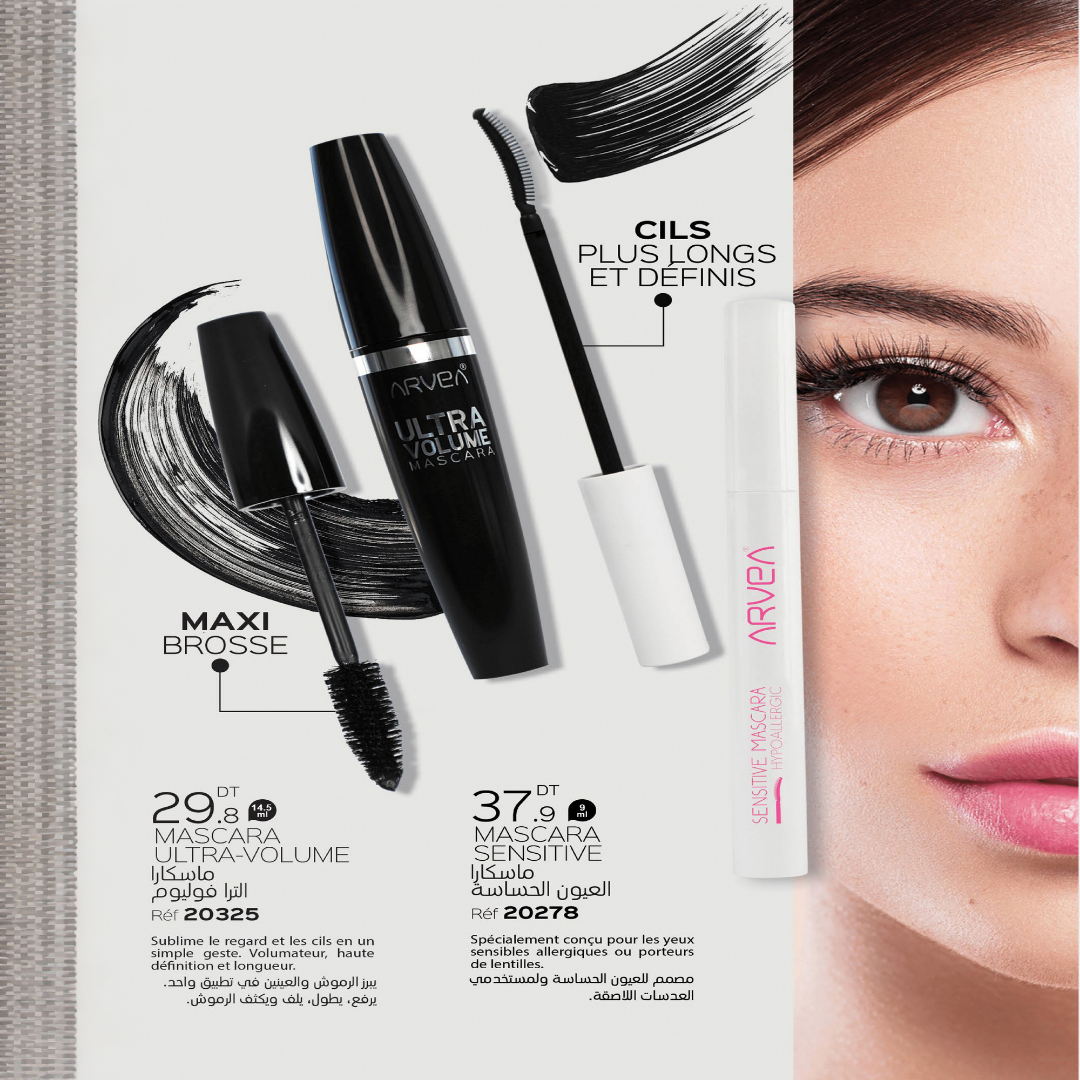 CILS
PLUS LONGS
ET DÉFINIS
ARVEA®
ULTRA
VOLUME
MASCARA
ARVEA
SENSITIVE MASCARA
HYPOALLERGIC
MAXI
BROSSE
29.8 DT 14.5 ml
MASCARA
ULTRA-VOLUME
ماسكارا
الترا فوليوم
Réf 20325
Sublime le regard et les cils en un
simple geste. Volumateur, haute
définition et longueur.
يبرز الرموش والعينين في تطبيق واحد.
يرفع، يطول، يلف ويكثف الرموش.
37.9 DT 9 ml
MASCARA
SENSITIVE
ماسكارا
العيون الحساسة
Réf 20278
Spécialement conçu pour les yeux
sensibles allergiques ou porteurs
de lentilles.
مصمم للعيون الحساسة ولمستخدمي
العدسات اللاصقة.